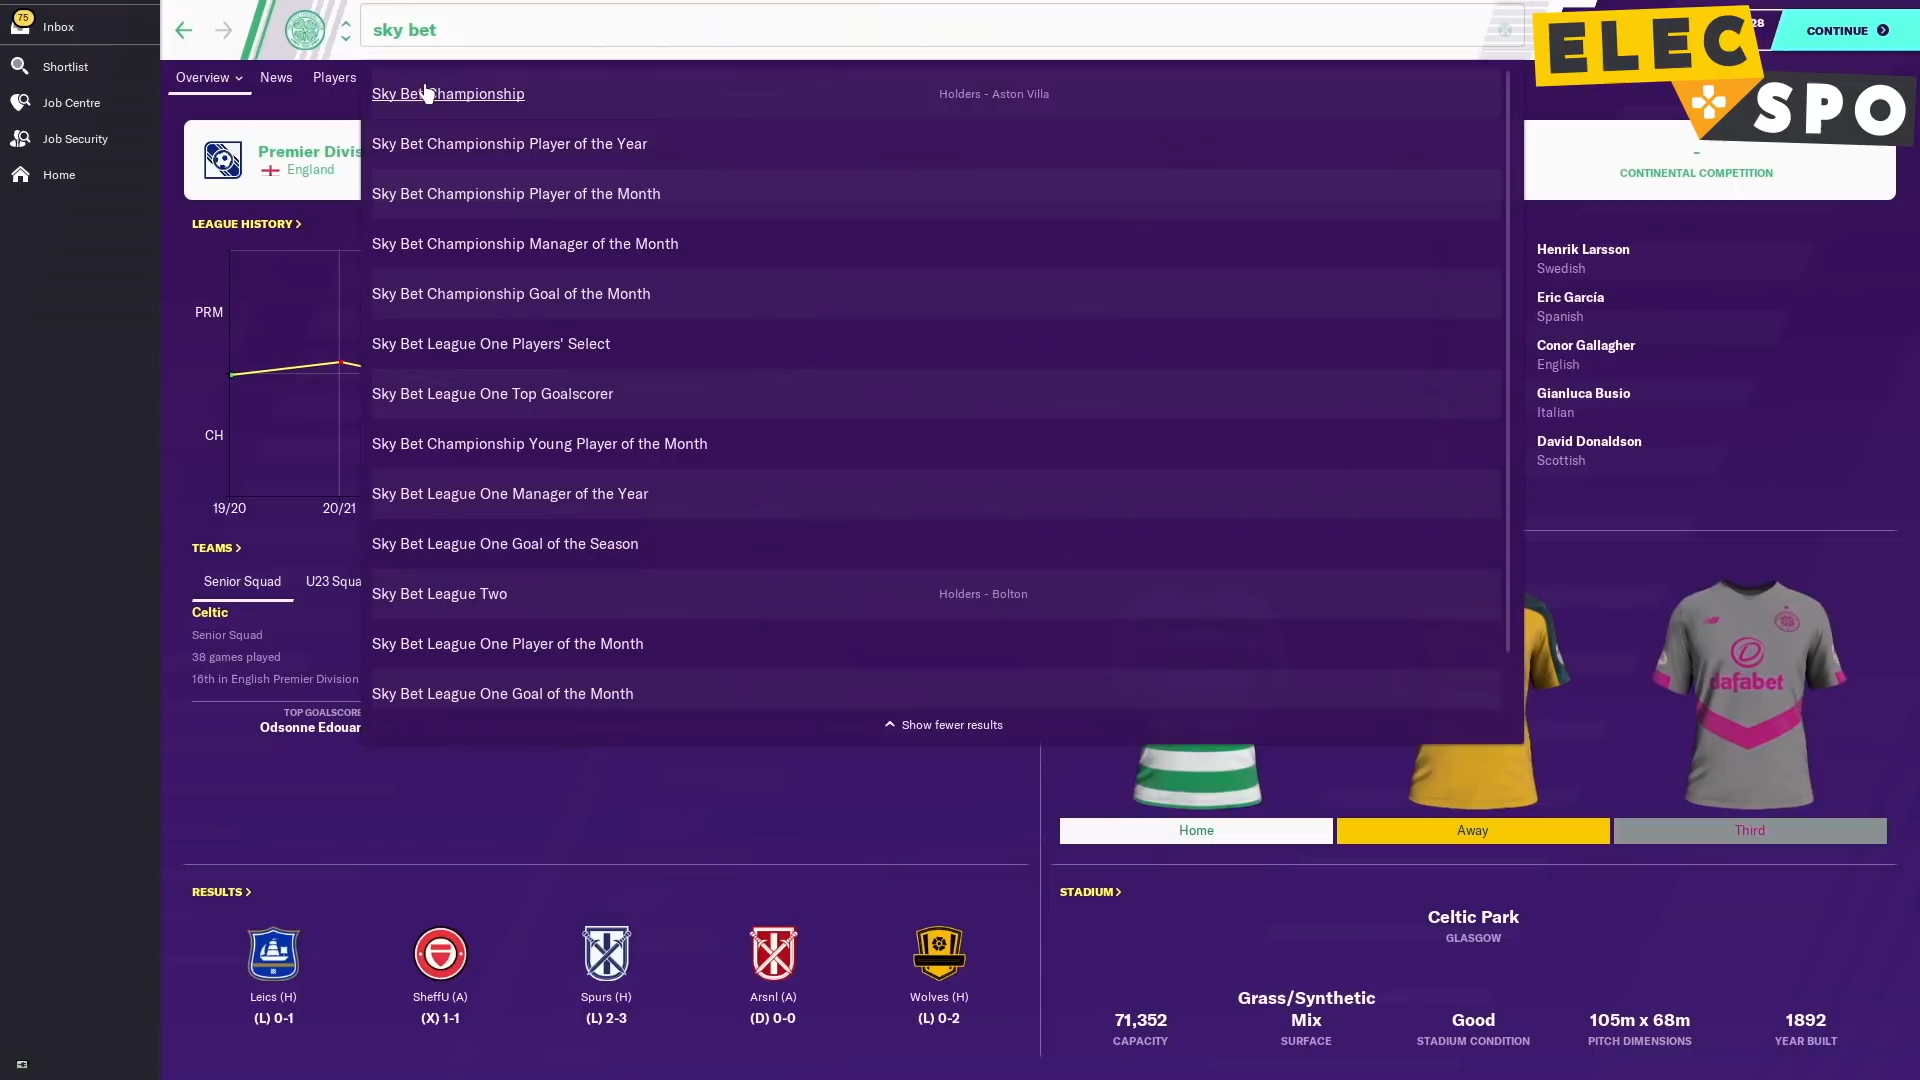 75
Inbox
Shortlist
Job Centre
Job Security
Home
sky bet
28
CONTINUE
ELEC
SPO
Overview
News
Players
Sky Bet Championship
Holders - Aston Villa
Sky Bet Championship Player of the Year
Sky Bet Championship Player of the Month
Sky Bet Championship Manager of the Month
Sky Bet Championship Goal of the Month
Sky Bet League One Players' Select
Sky Bet League One Top Goalscorer
Sky Bet Championship Young Player of the Month
Sky Bet League One Manager of the Year
Sky Bet League One Goal of the Season
Sky Bet League Two
Holders - Bolton
Sky Bet League One Player of the Month
Sky Bet League One Goal of the Month
Show fewer results
Premier Divis
England
LEAGUE HISTORY
PRM
CH
19/20
20/21
TEAMS
Senior Squad
U23 Squa
Celtic
Senior Squad
38 games played
16th in English Premier Division
TOP GOALSCORE
Odsonne Edouar
-
CONTINENTAL COMPETITION
Henrik Larsson
Swedish
Eric García
Spanish
Conor Gallagher
English
Gianluca Busio
Italian
David Donaldson
Scottish
dafabet
Home
Away
Third
RESULTS
Leics (H)
(L) 0-1
SheffU (A)
(X) 1-1
Spurs (H)
(L) 2-3
Arsnl (A)
(D) 0-0
Wolves (H)
(L) 0-2
STADIUM
Celtic Park
GLASGOW
71,352
CAPACITY
Grass/Synthetic
Mix
SURFACE
Good
STADIUM CONDITION
105m x 68m
PITCH DIMENSIONS
1892
YEAR BUILT